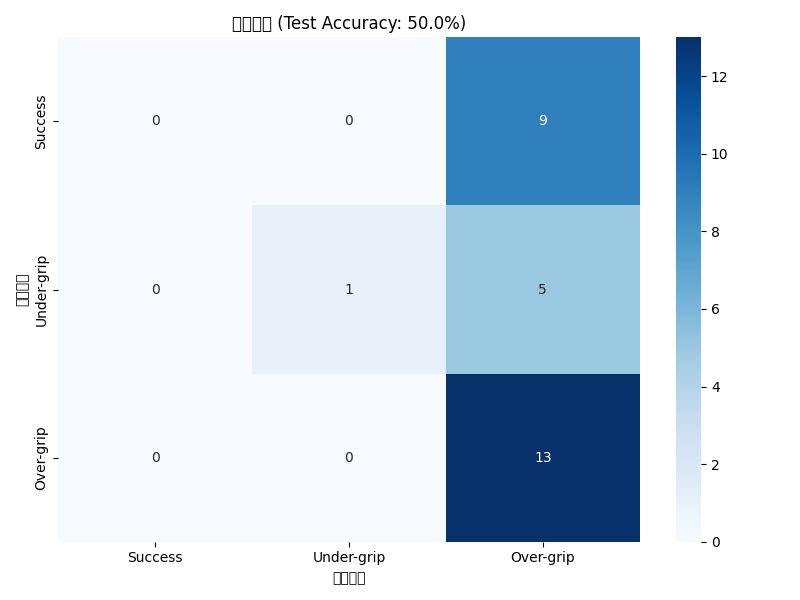 (Test Accuracy: 50.0%)
Success
Under-grip
Over-grip
0 0 9
0 1 5
0 0 13
Success Under-grip Over-grip
12
10
8
6
4
2
0